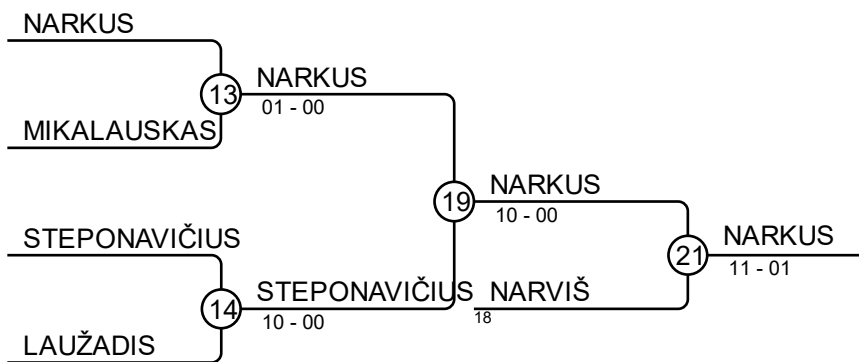 NARKUS
13
NARKUS
01 - 00
MIKALAUSKAS
19
NARKUS
10 - 00
STEPONAVIČIUS
21
NARKUS
11 - 01
14
STEPONAVIČIUS
10 - 00
NARVIŠ
18
LAUŽADIS